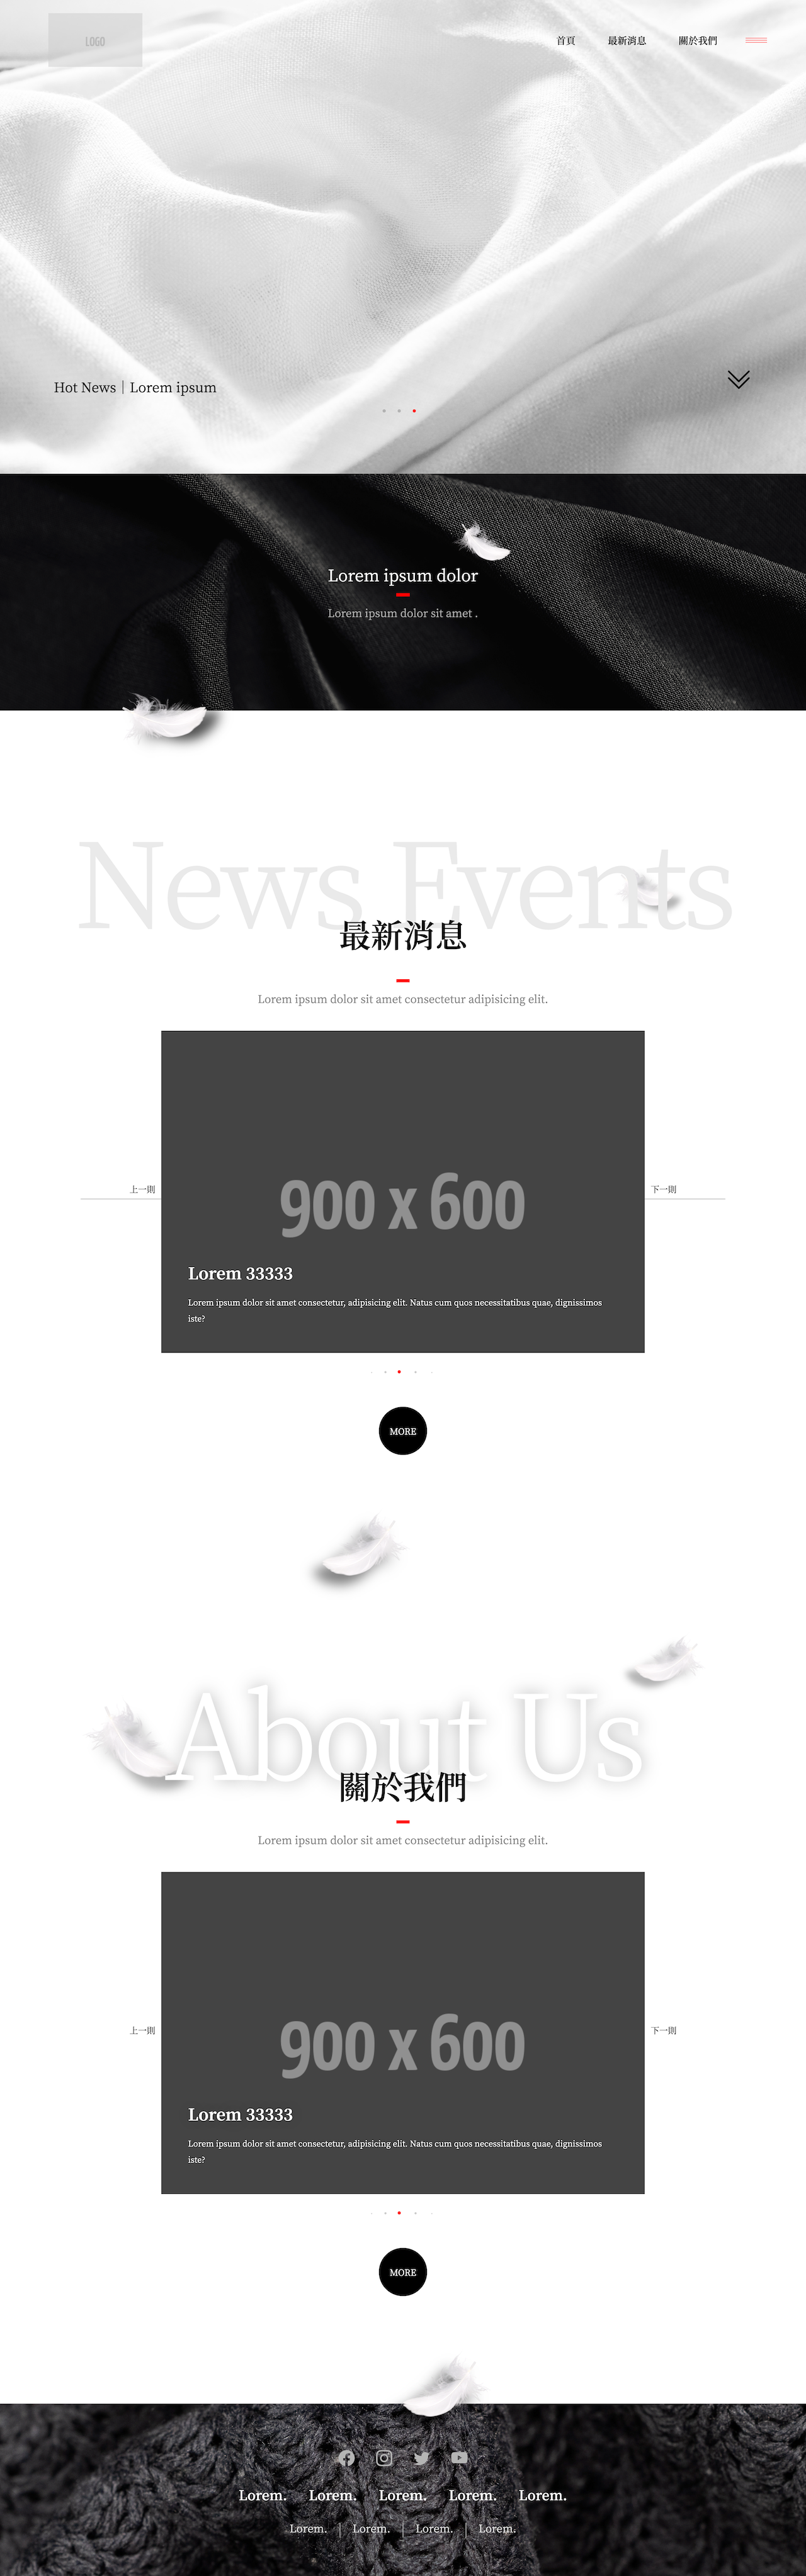 LOGO
首頁 最新消息 關於我們
Hot News｜Lorem ipsum
Lorem ipsum dolor
Lorem ipsum dolor sit amet .
News Events
最新消息
Lorem ipsum dolor sit amet consectetur adipisicing elit.
900 x 600
上一則
下一則
Lorem 33333
Lorem ipsum dolor sit amet consectetur, adipisicing elit. Natus cum quos necessitatibus quae, dignissimos
iste?
MORE
About Us
關於我們
Lorem ipsum dolor sit amet consectetur adipisicing elit.
900 x 600
上一則
下一則
Lorem 33333
Lorem ipsum dolor sit amet consectetur, adipisicing elit. Natus cum quos necessitatibus quae, dignissimos
iste?
MORE
Lorem. Lorem. Lorem. Lorem. Lorem.
Lorem. | Lorem. | Lorem. | Lorem.